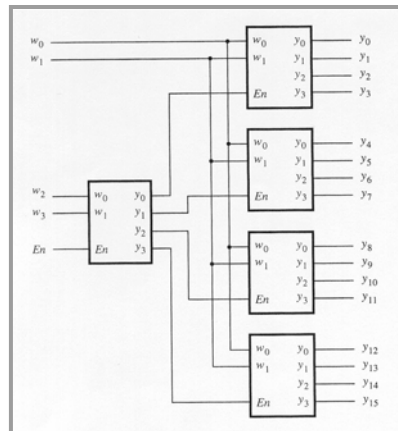 w0 w0 y0 y0
w1 w1 y1 y1
y2 y2
En y3 y3
w0 y0 y4
w1 y1 y5
y2 y6
w2 w0 y0 En y3 y7
w3 w1 y1
y2 w0 y0 y8
En En y3 w1 y1 y9
y2 y10
En y3 y11
w0 y0 y12
w1 y1 y13
y2 y14
En y3 y15